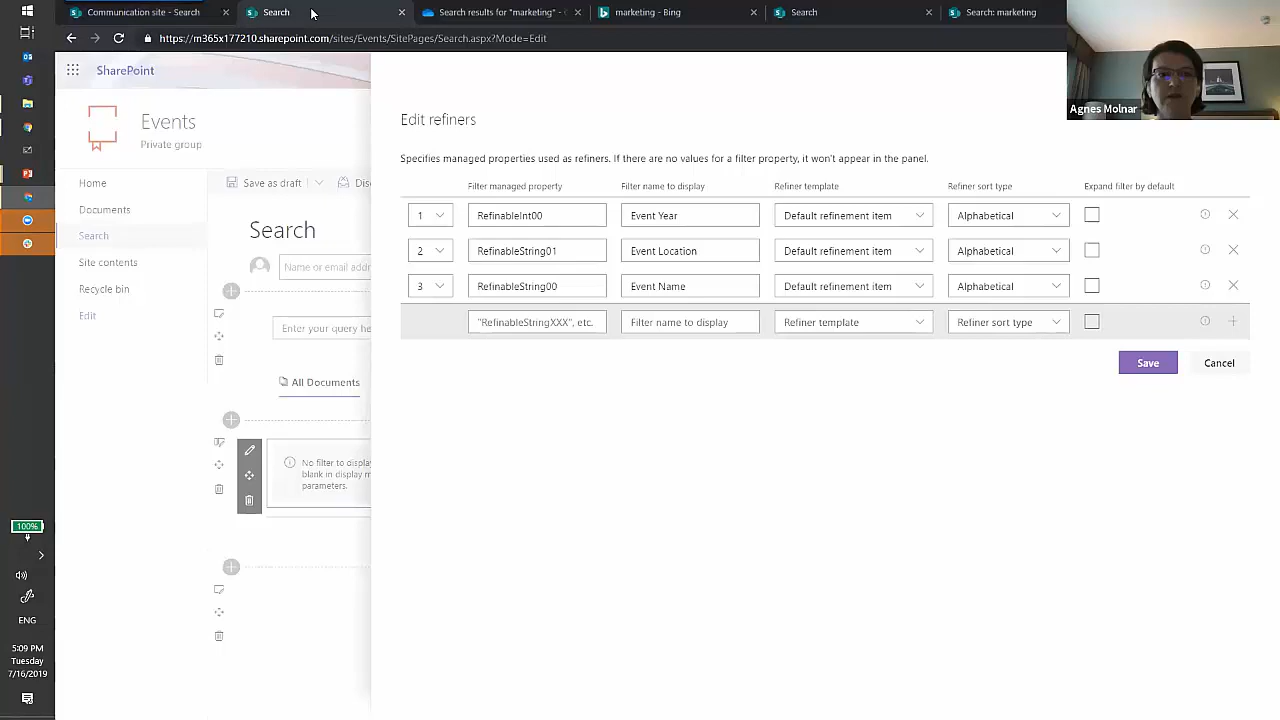 Communication site - Search
Search
Search results for "marketing" -
marketing - Bing
Search
Search: marketing
https://m365x177210.sharepoint.com/sites/Events/SitePages/Search.aspx?Mode=Edit
SharePoint
Agnes Molnar
Events
Private group
Edit refiners
Specifies managed properties used as refiners. If there are no values for a filter property, it won't appear in the panel.
Filter managed property Filter name to display Refiner template Refiner sort type Expand filter by default
1 RefinableInt00 Event Year Default refinement item Alphabetical
2 RefinableString01 Event Location Default refinement item Alphabetical
3 RefinableString00 Event Name Default refinement item Alphabetical
"RefinableStringXXX", etc. Filter name to display Refiner template Refiner sort type
Save Cancel
Home
Documents
Search
Site contents
Recycle bin
Edit
Save as draft
Search
Name or email addr
Enter your query he
All Documents
No filter to display
blank in display m
parameters.
100%
ENG
5:09 PM
Tuesday
7/16/2019